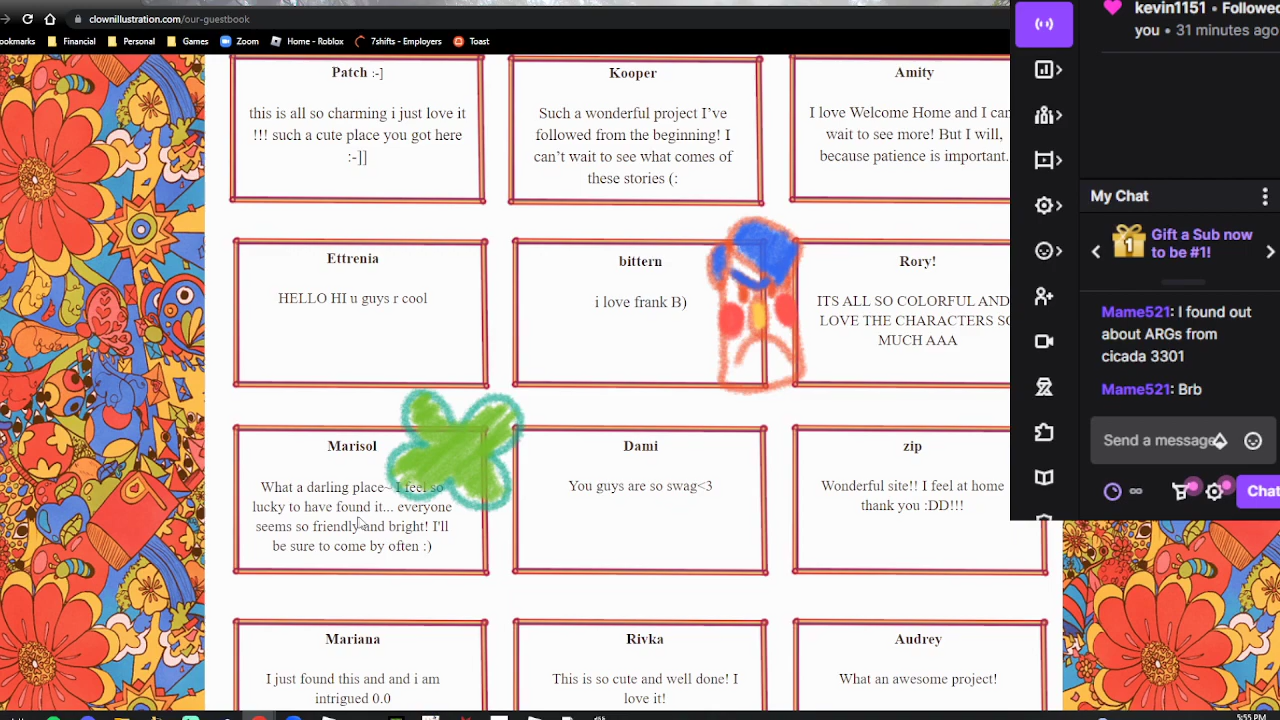 clownillustration.com/our-guestbook
ookmarks Financial Personal Games Zoom Home - Roblox 7shifts - Employers Toast
Patch :-]
this is all so charming i just love it
!!! such a cute place you got here
:-]]
Kooper
Such a wonderful project I've
followed from the beginning! I
can't wait to see what comes of
these stories (:
Amity
I love Welcome Home and I can
wait to see more! But I will,
because patience is important.
Ettrenia
HELLO HI u guys r cool
bittern
i love frank B)
Rory!
ITS ALL SO COLORFUL AND
LOVE THE CHARACTERS SO
MUCH AAA
Marisol
What a darling place~ I feel so
lucky to have found it... everyone
seems so friendly and bright! I'll
be sure to come by often :)
Dami
You guys are so swag<3
zip
Wonderful site!! I feel at home
thank you :DD!!!
Mariana
I just found this and and i am
intrigued 0.0
Rivka
This is so cute and well done! I
love it!
Audrey
What an awesome project!
kevin1151 • Followed
you • 31 minutes ago
My Chat
1
Gift a Sub now
to be #1!
Mame521: I found out
about ARGs from
cicada 3301
Mame521: Brb
Send a message
Chat
:55 PM